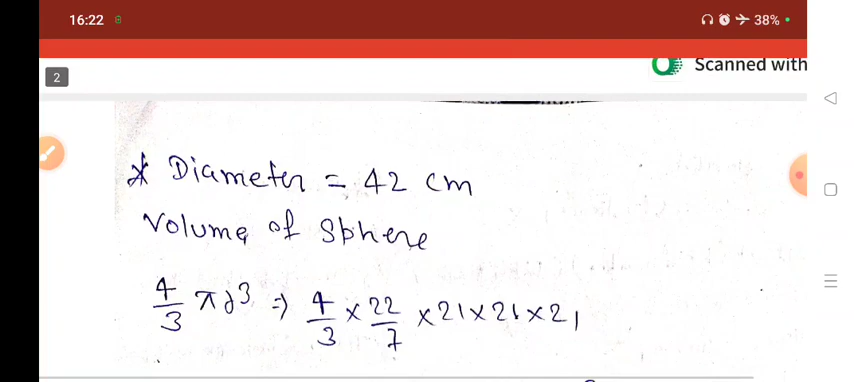 16:22 38%
Scanned with
2
* Diameter = 42 cm
Volume of Sphere
4/3 πr3 => 4/3 × 22/7 × 21 × 21 × 21